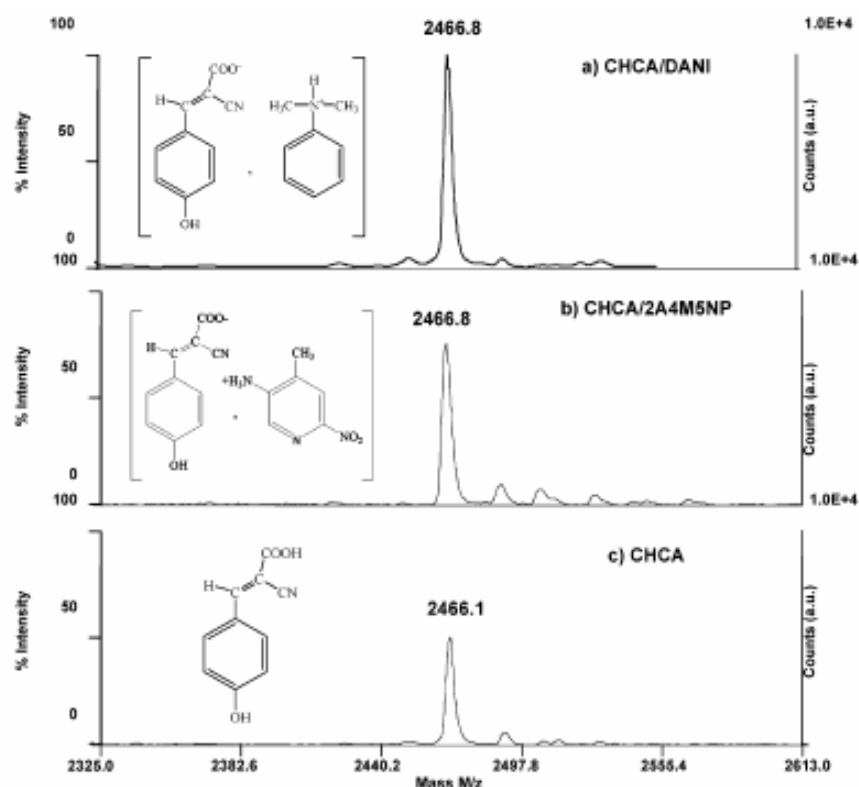 100
2466.8
1.0E+4
a) CHCA/DANI
COO-
H
C
C
CN
H
H3C
N+
CH3
OH
50
0
% Intensity
Counts (a.u.)
100
1.0E+4
2466.8
b) CHCA/2A4M5NP
COO-
H
C
C
CN
CH3
+H3N
N
NO2
OH
50
0
% Intensity
Counts (a.u.)
100
1.0E+4
c) CHCA
COOH
H
C
C
CN
OH
2466.1
50
0
% Intensity
Counts (a.u.)
2325.0 2382.6 2440.2 2497.8 2555.4 2613.0
Mass M/z